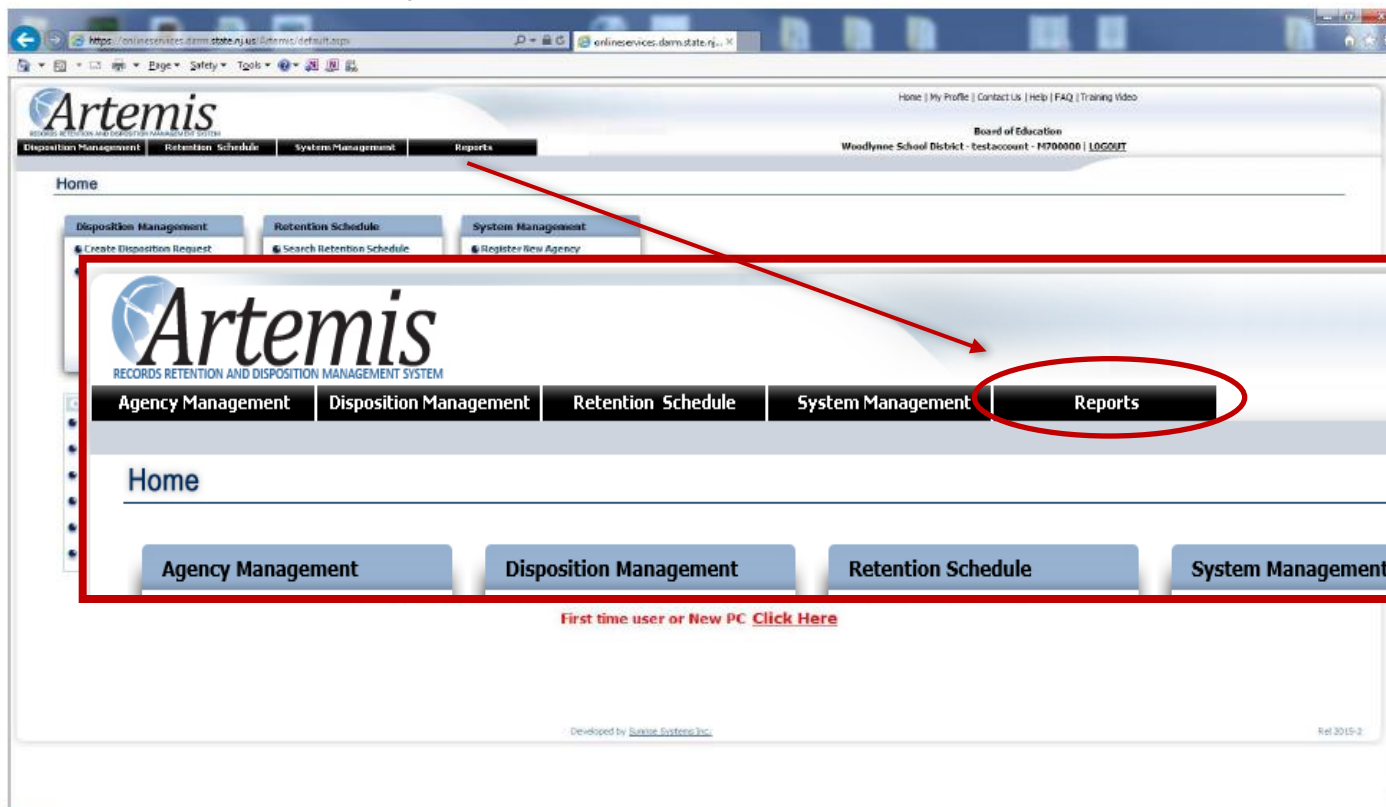 https://onlineservices.darm.state.nj.us/Artemis/default.aspx
onlineservices.darm.state.nj...
Page Safety Tools
Home | My Profile | Contact Us | Help | FAQ | Training Video
Artemis
RECORDS RETENTION AND DISPOSITION MANAGEMENT SYSTEM
Board of Education
Woodlynne School District - testaccount - M700000 | LOGOUT
Disposition Management Retention Schedule System Management Reports
Home
Disposition Management Retention Schedule System Management
Create Disposition Request Search Retention Schedule Register New Agency
Artemis
RECORDS RETENTION AND DISPOSITION MANAGEMENT SYSTEM
Agency Management Disposition Management Retention Schedule System Management Reports
Home
Agency Management Disposition Management Retention Schedule System Management
First time user or New PC Click Here
Developed by Sunrise Systems Inc.
Rel 2015-2